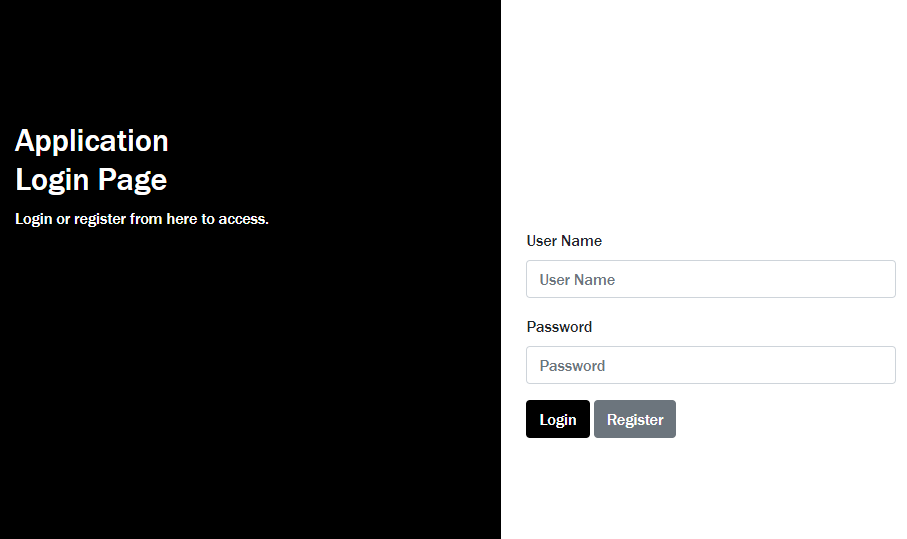 Application
Login Page
Login or register from here to access.
User Name
User Name
Password
Password
Login Register